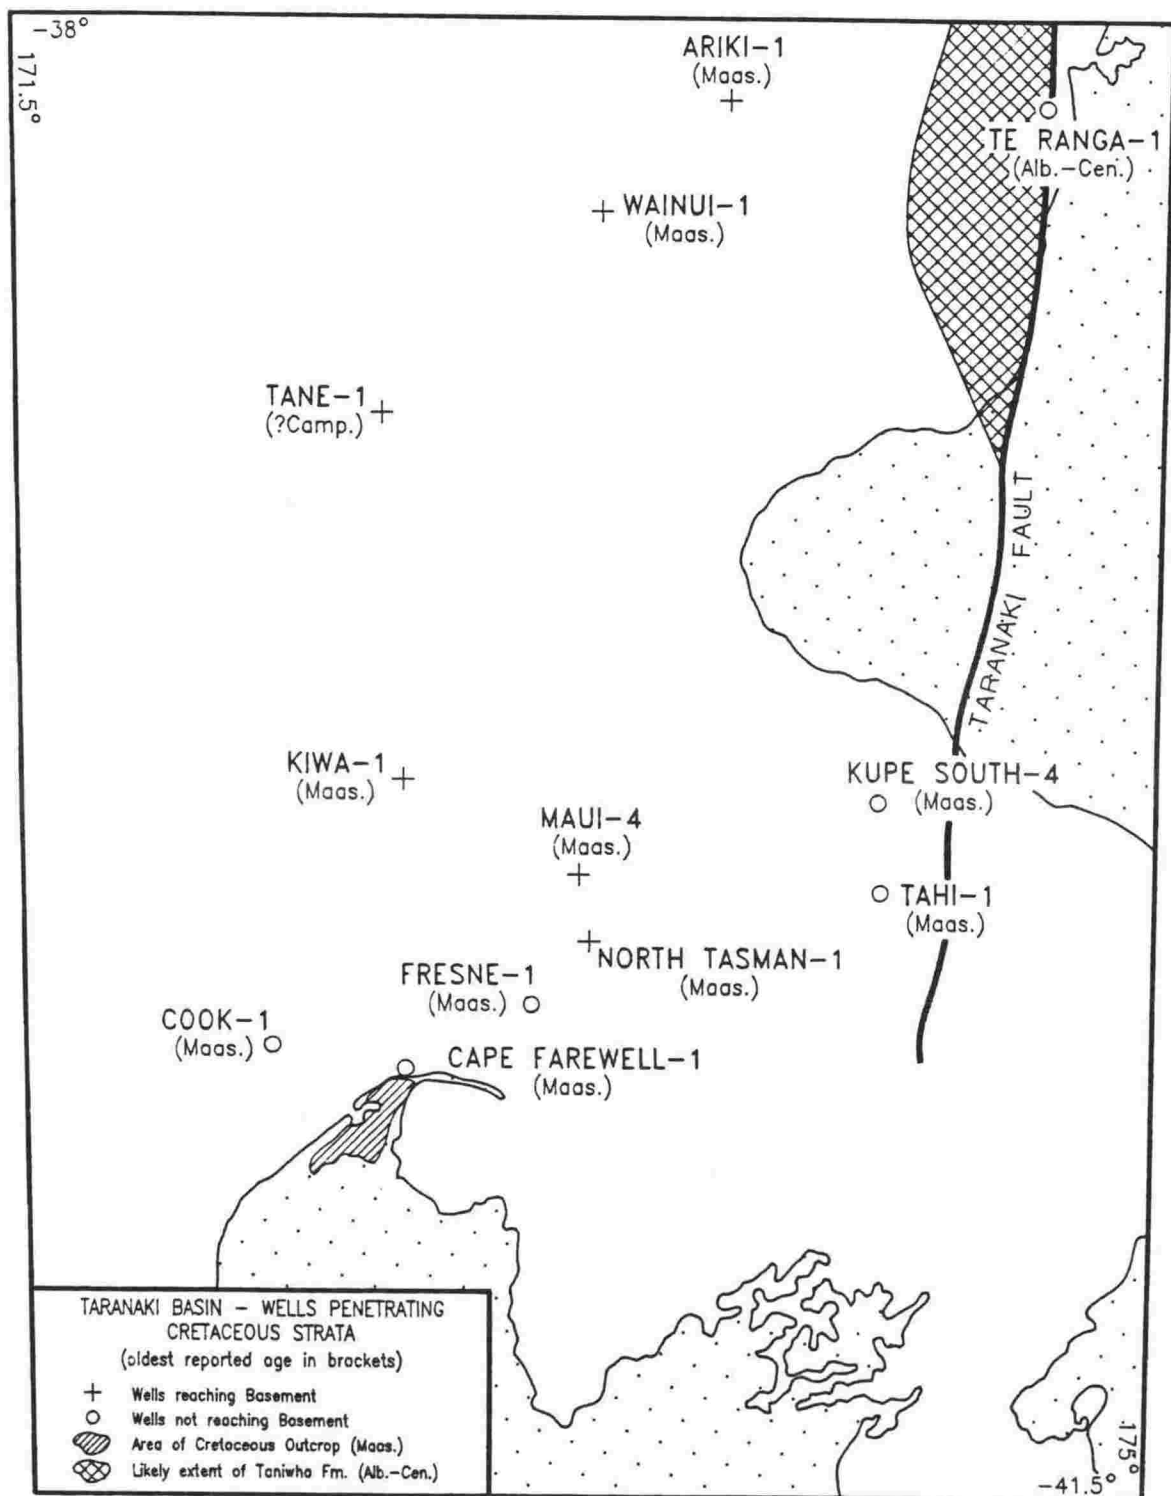 -38°
171.5°
ARIKI-1
(Maas.)
TE RANGA-1
(Alb.-Cen.)
WAINUI-1
(Maas.)
TANE-1
(?Camp.)
TARANAKI FAULT
KIWA-1
(Maas.)
KUPE SOUTH-4
(Maas.)
MAUI-4
(Maas.)
TAHI-1
(Maas.)
NORTH TASMAN-1
(Maas.)
FRESNE-1
(Maas.)
COOK-1
(Maas.)
CAPE FAREWELL-1
(Maas.)
TARANAKI BASIN - WELLS PENETRATING
CRETACEOUS STRATA
(oldest reported age in brackets)
Wells reaching Basement
Wells not reaching Basement
Area of Cretaceous Outcrop (Maas.)
Likely extent of Taniwha Fm. (Alb.-Cen.)
175°
-41.5°